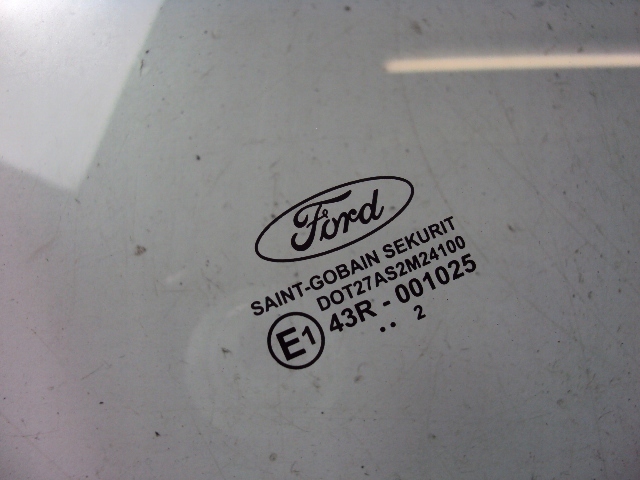 Ford
SAINT-GOBAIN SEKURIT
DOT27AS2M24100
E1 43R - 001025
.. 2